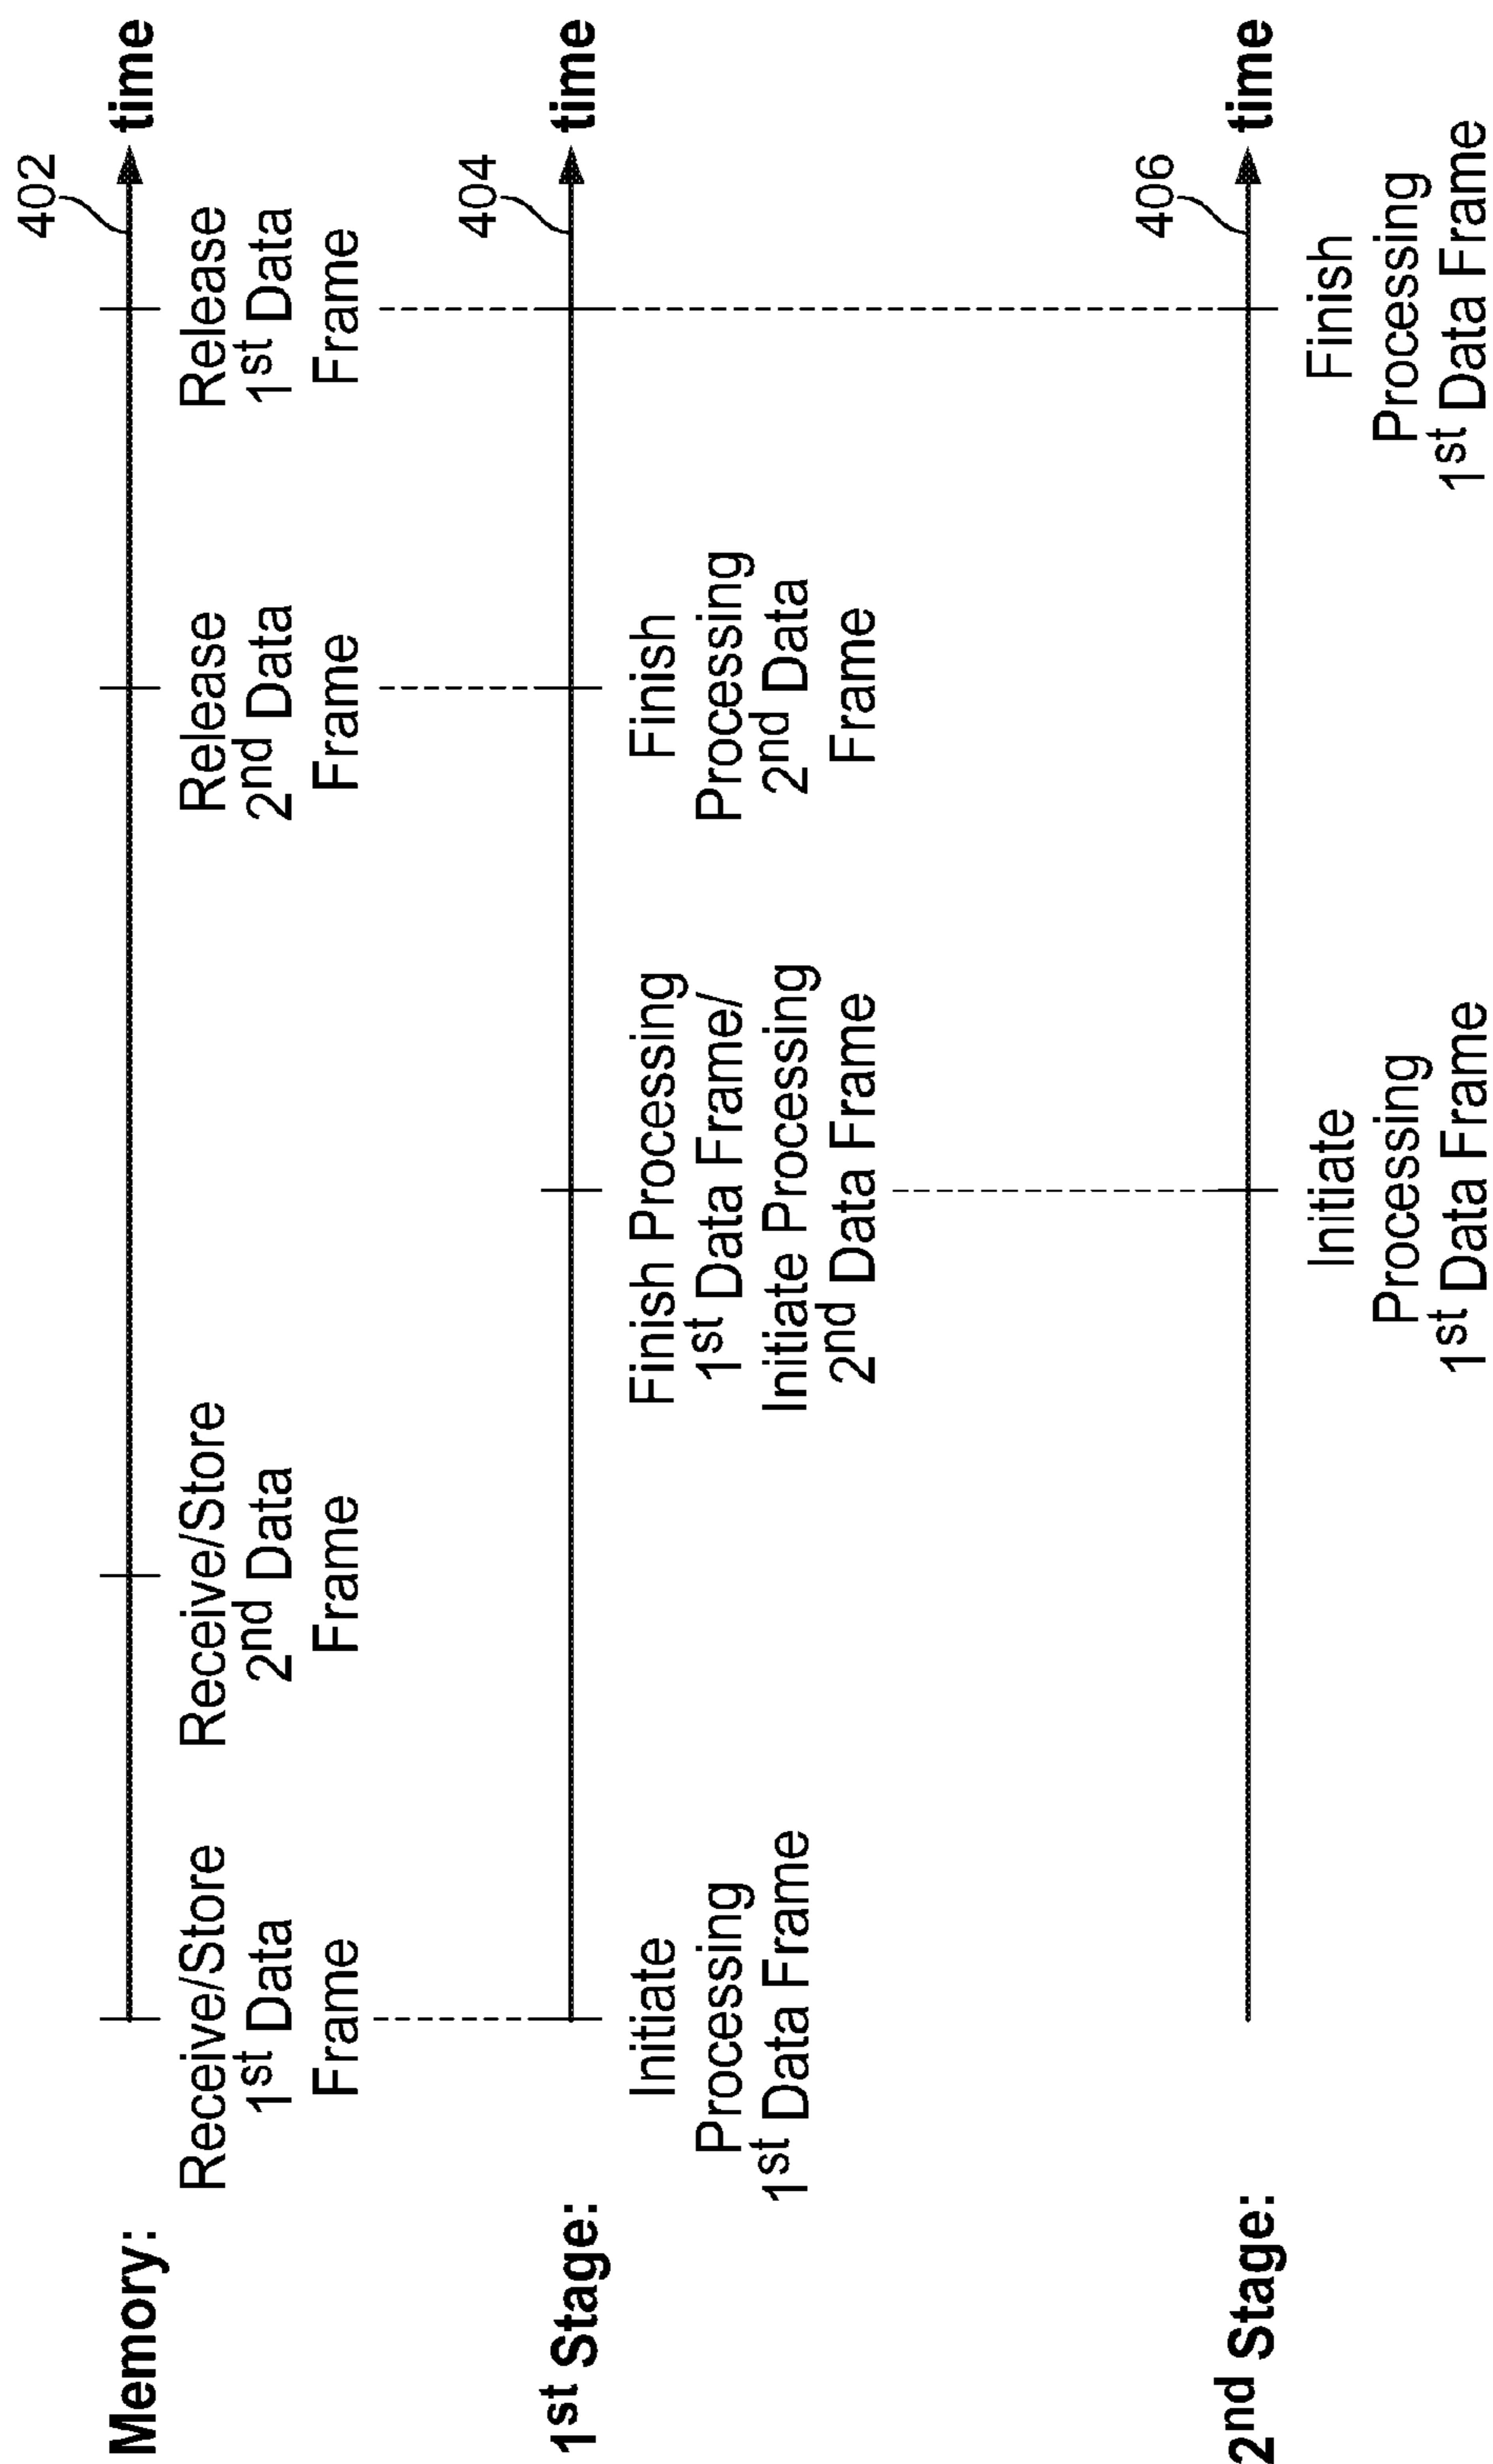 Memory:
402
time
Receive/Store
1st Data
Frame
Receive/Store
2nd Data
Frame
Release
2nd Data
Frame
Release
1st Data
Frame
1st Stage:
404
time
Initiate
Processing
1st Data Frame
Finish Processing
1st Data Frame/
Initiate Processing
2nd Data Frame
Finish
Processing
2nd Data
Frame
2nd Stage:
406
time
Initiate
Processing
1st Data Frame
Finish
Processing
1st Data Frame